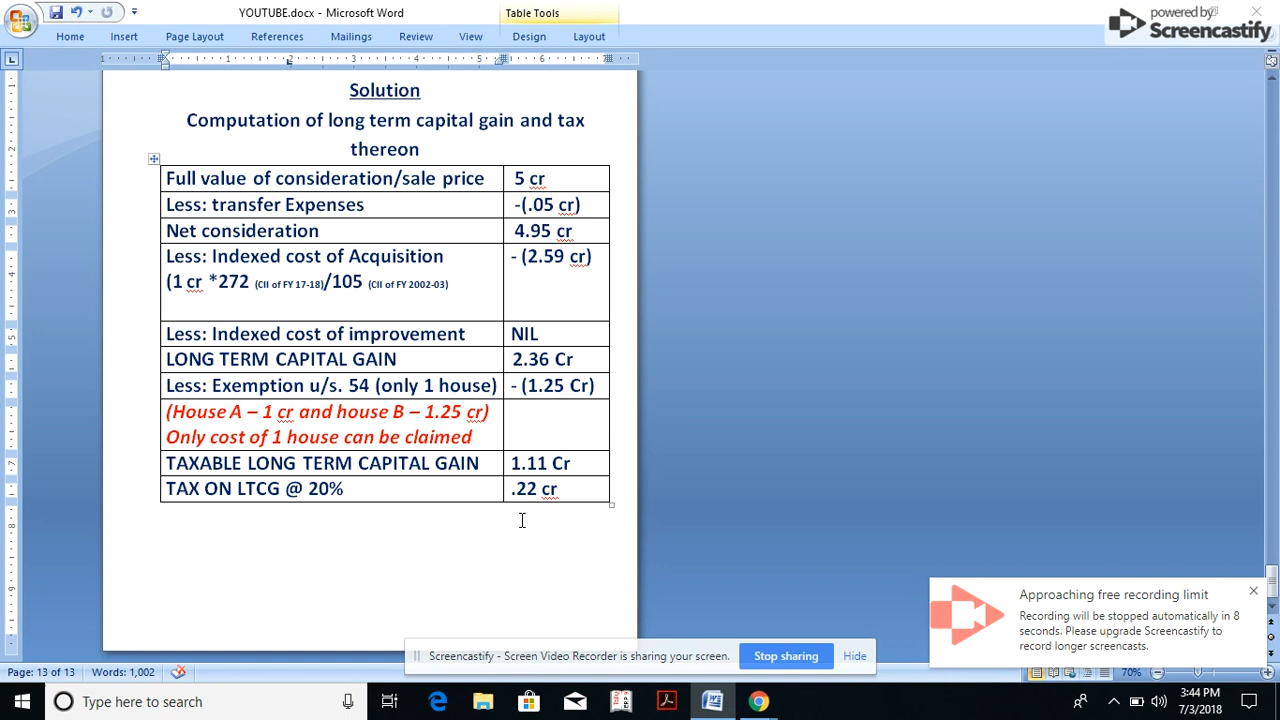 YOUTUBE.docx - Microsoft Word
Table Tools
powered by
Screencastify
Home Insert Page Layout References Mailings Review View Design Layout
Solution
Computation of long term capital gain and tax
thereon
Full value of consideration/sale price 5 cr
Less: transfer Expenses -(.05 cr)
Net consideration 4.95 cr
Less: Indexed cost of Acquisition - (2.59 cr)
(1 cr *272 (CII of FY 17-18)/105 (CII of FY 2002-03)
Less: Indexed cost of improvement NIL
LONG TERM CAPITAL GAIN 2.36 Cr
Less: Exemption u/s. 54 (only 1 house) - (1.25 Cr)
(House A – 1 cr and house B – 1.25 cr)
Only cost of 1 house can be claimed
TAXABLE LONG TERM CAPITAL GAIN 1.11 Cr
TAX ON LTCG @ 20% .22 cr
Approaching free recording limit
Recording will be stopped automatically in 8
seconds. Please upgrade Screencastify to
record longer screencasts.
Screencastify - Screen Video Recorder is sharing your screen. Stop sharing Hide
Page: 13 of 13 Words: 1,002 70%
Type here to search
3:44 PM
7/3/2018